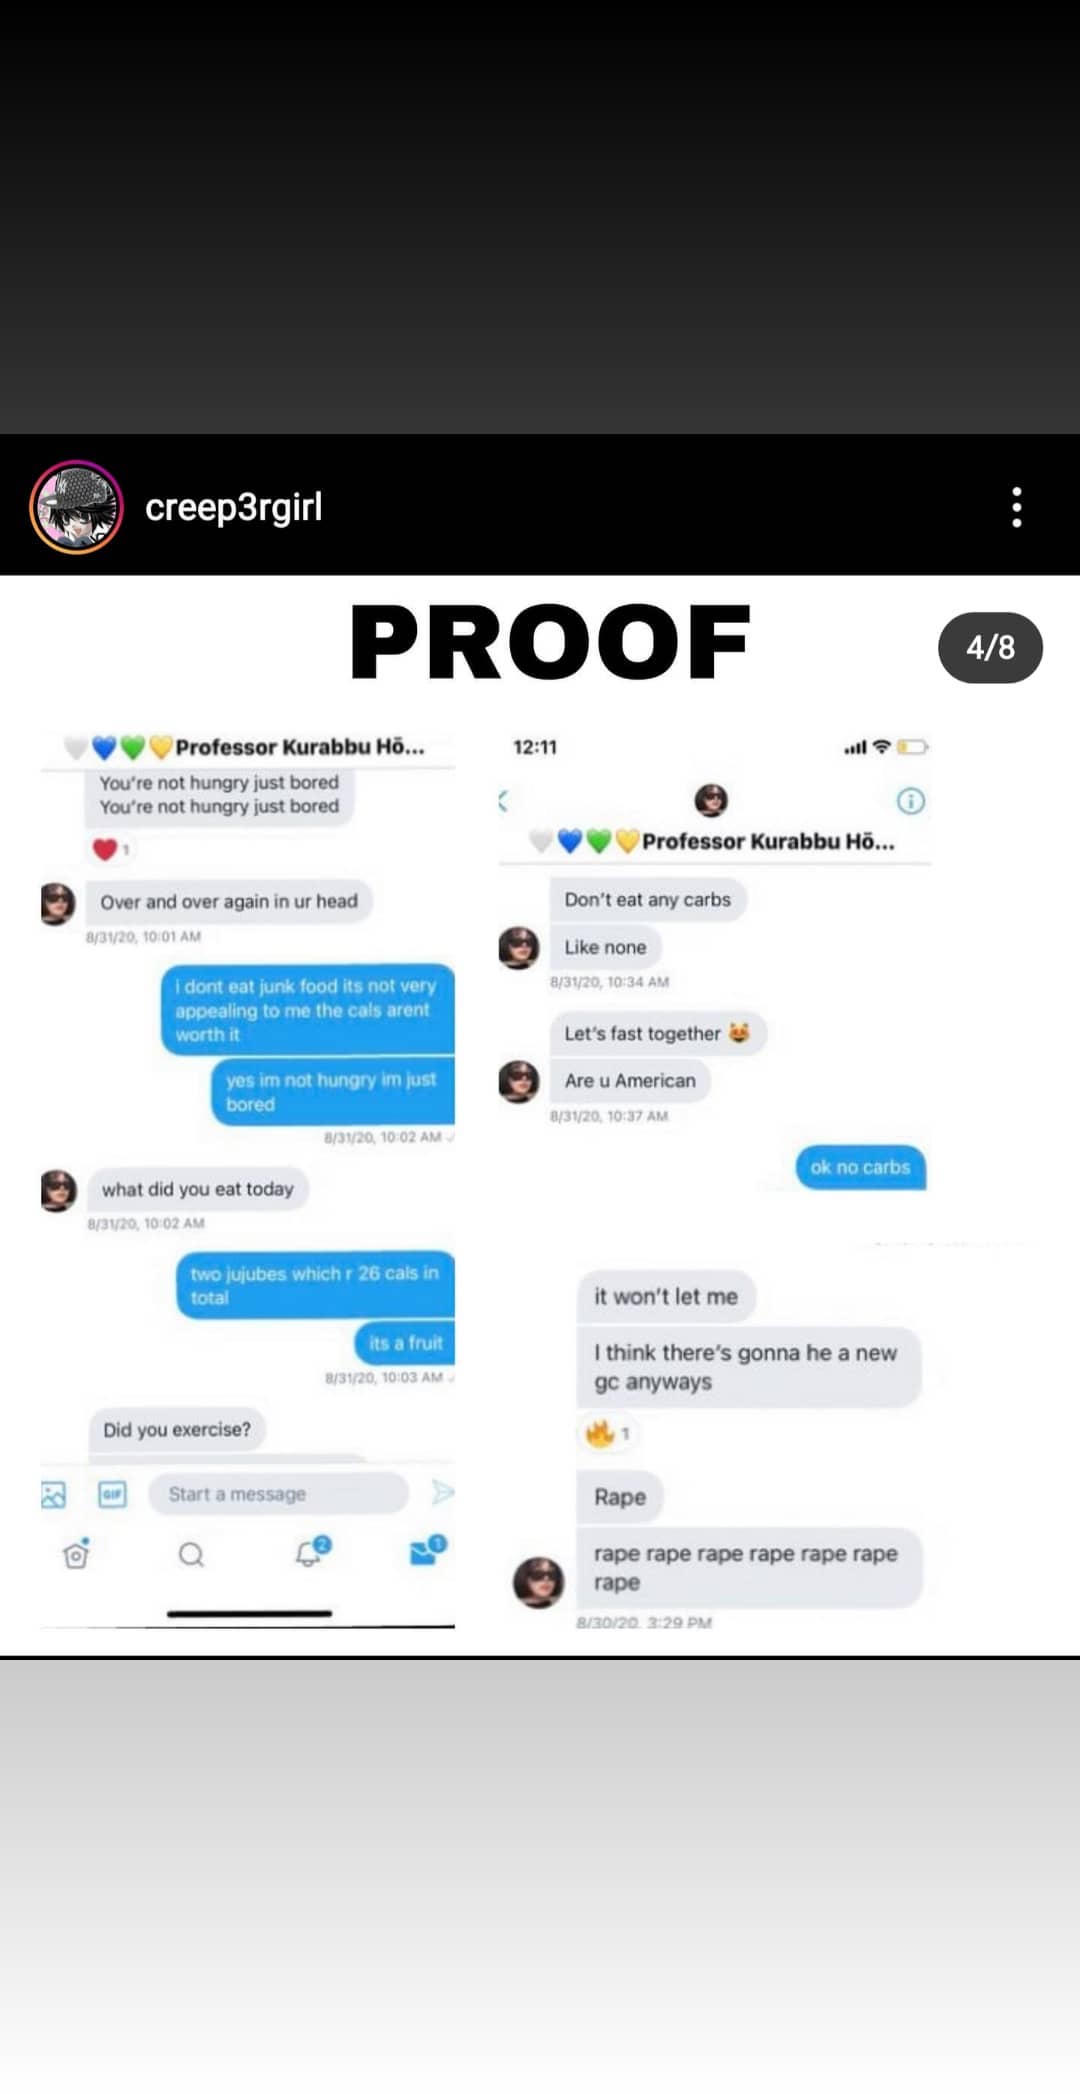 creep3rgirl
PROOF
4/8
Professor Kurabbu Hō...
You're not hungry just bored
You're not hungry just bored
1
Over and over again in ur head
8/31/20, 10:01 AM
i dont eat junk food its not very
appealing to me the cals arent
worth it
yes im not hungry im just
bored
8/31/20, 10:02 AM
what did you eat today
8/31/20, 10:02 AM
two jujubes which r 26 cals in
total
its a fruit
8/31/20, 10:03 AM
Did you exercise?
GIF
Start a message
2
1
12:11
Professor Kurabbu Hō...
Don't eat any carbs
Like none
8/31/20, 10:34 AM
Let's fast together
Are u American
8/31/20, 10:37 AM
ok no carbs
it won't let me
I think there's gonna he a new
gc anyways
1
Rape
rape rape rape rape rape rape
rape
8/30/20, 3:29 PM